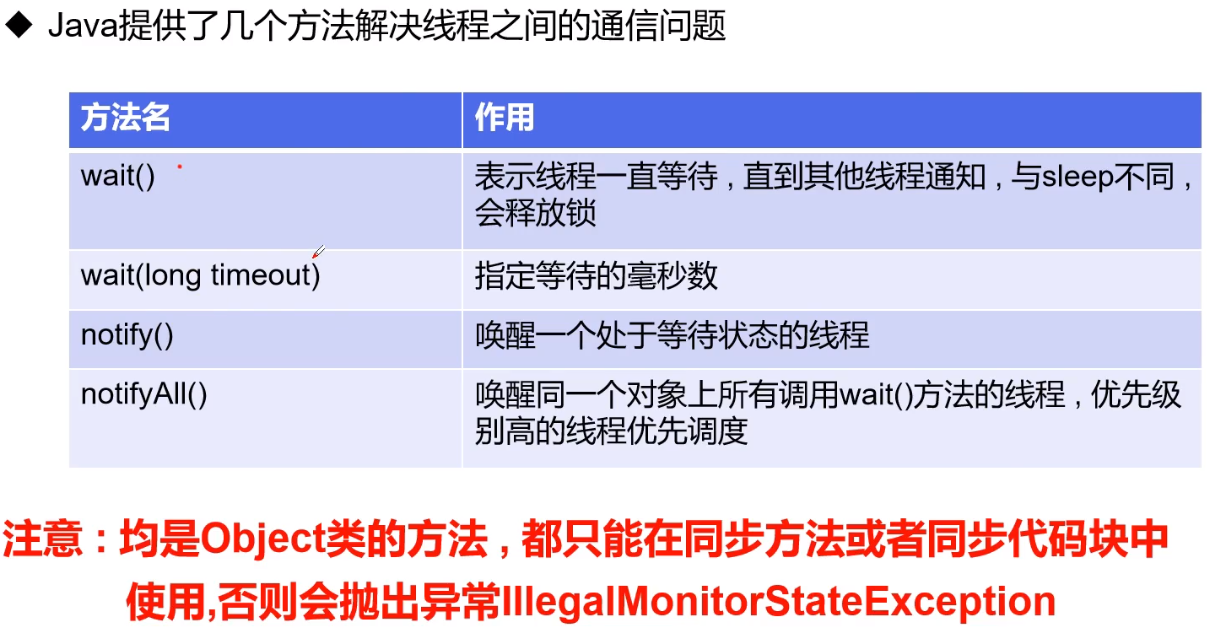 ◆ Java提供了几个方法解决线程之间的通信问题
方法名 作用
wait() 表示线程一直等待，直到其他线程通知，与sleep不同，
会释放锁
wait(long timeout) 指定等待的毫秒数
notify() 唤醒一个处于等待状态的线程
notifyAll() 唤醒同一个对象上所有调用wait()方法的线程，优先级
别高的线程优先调度
注意：均是Object类的方法，都只能在同步方法或者同步代码块中
使用,否则会抛出异常IllegalMonitorStateException